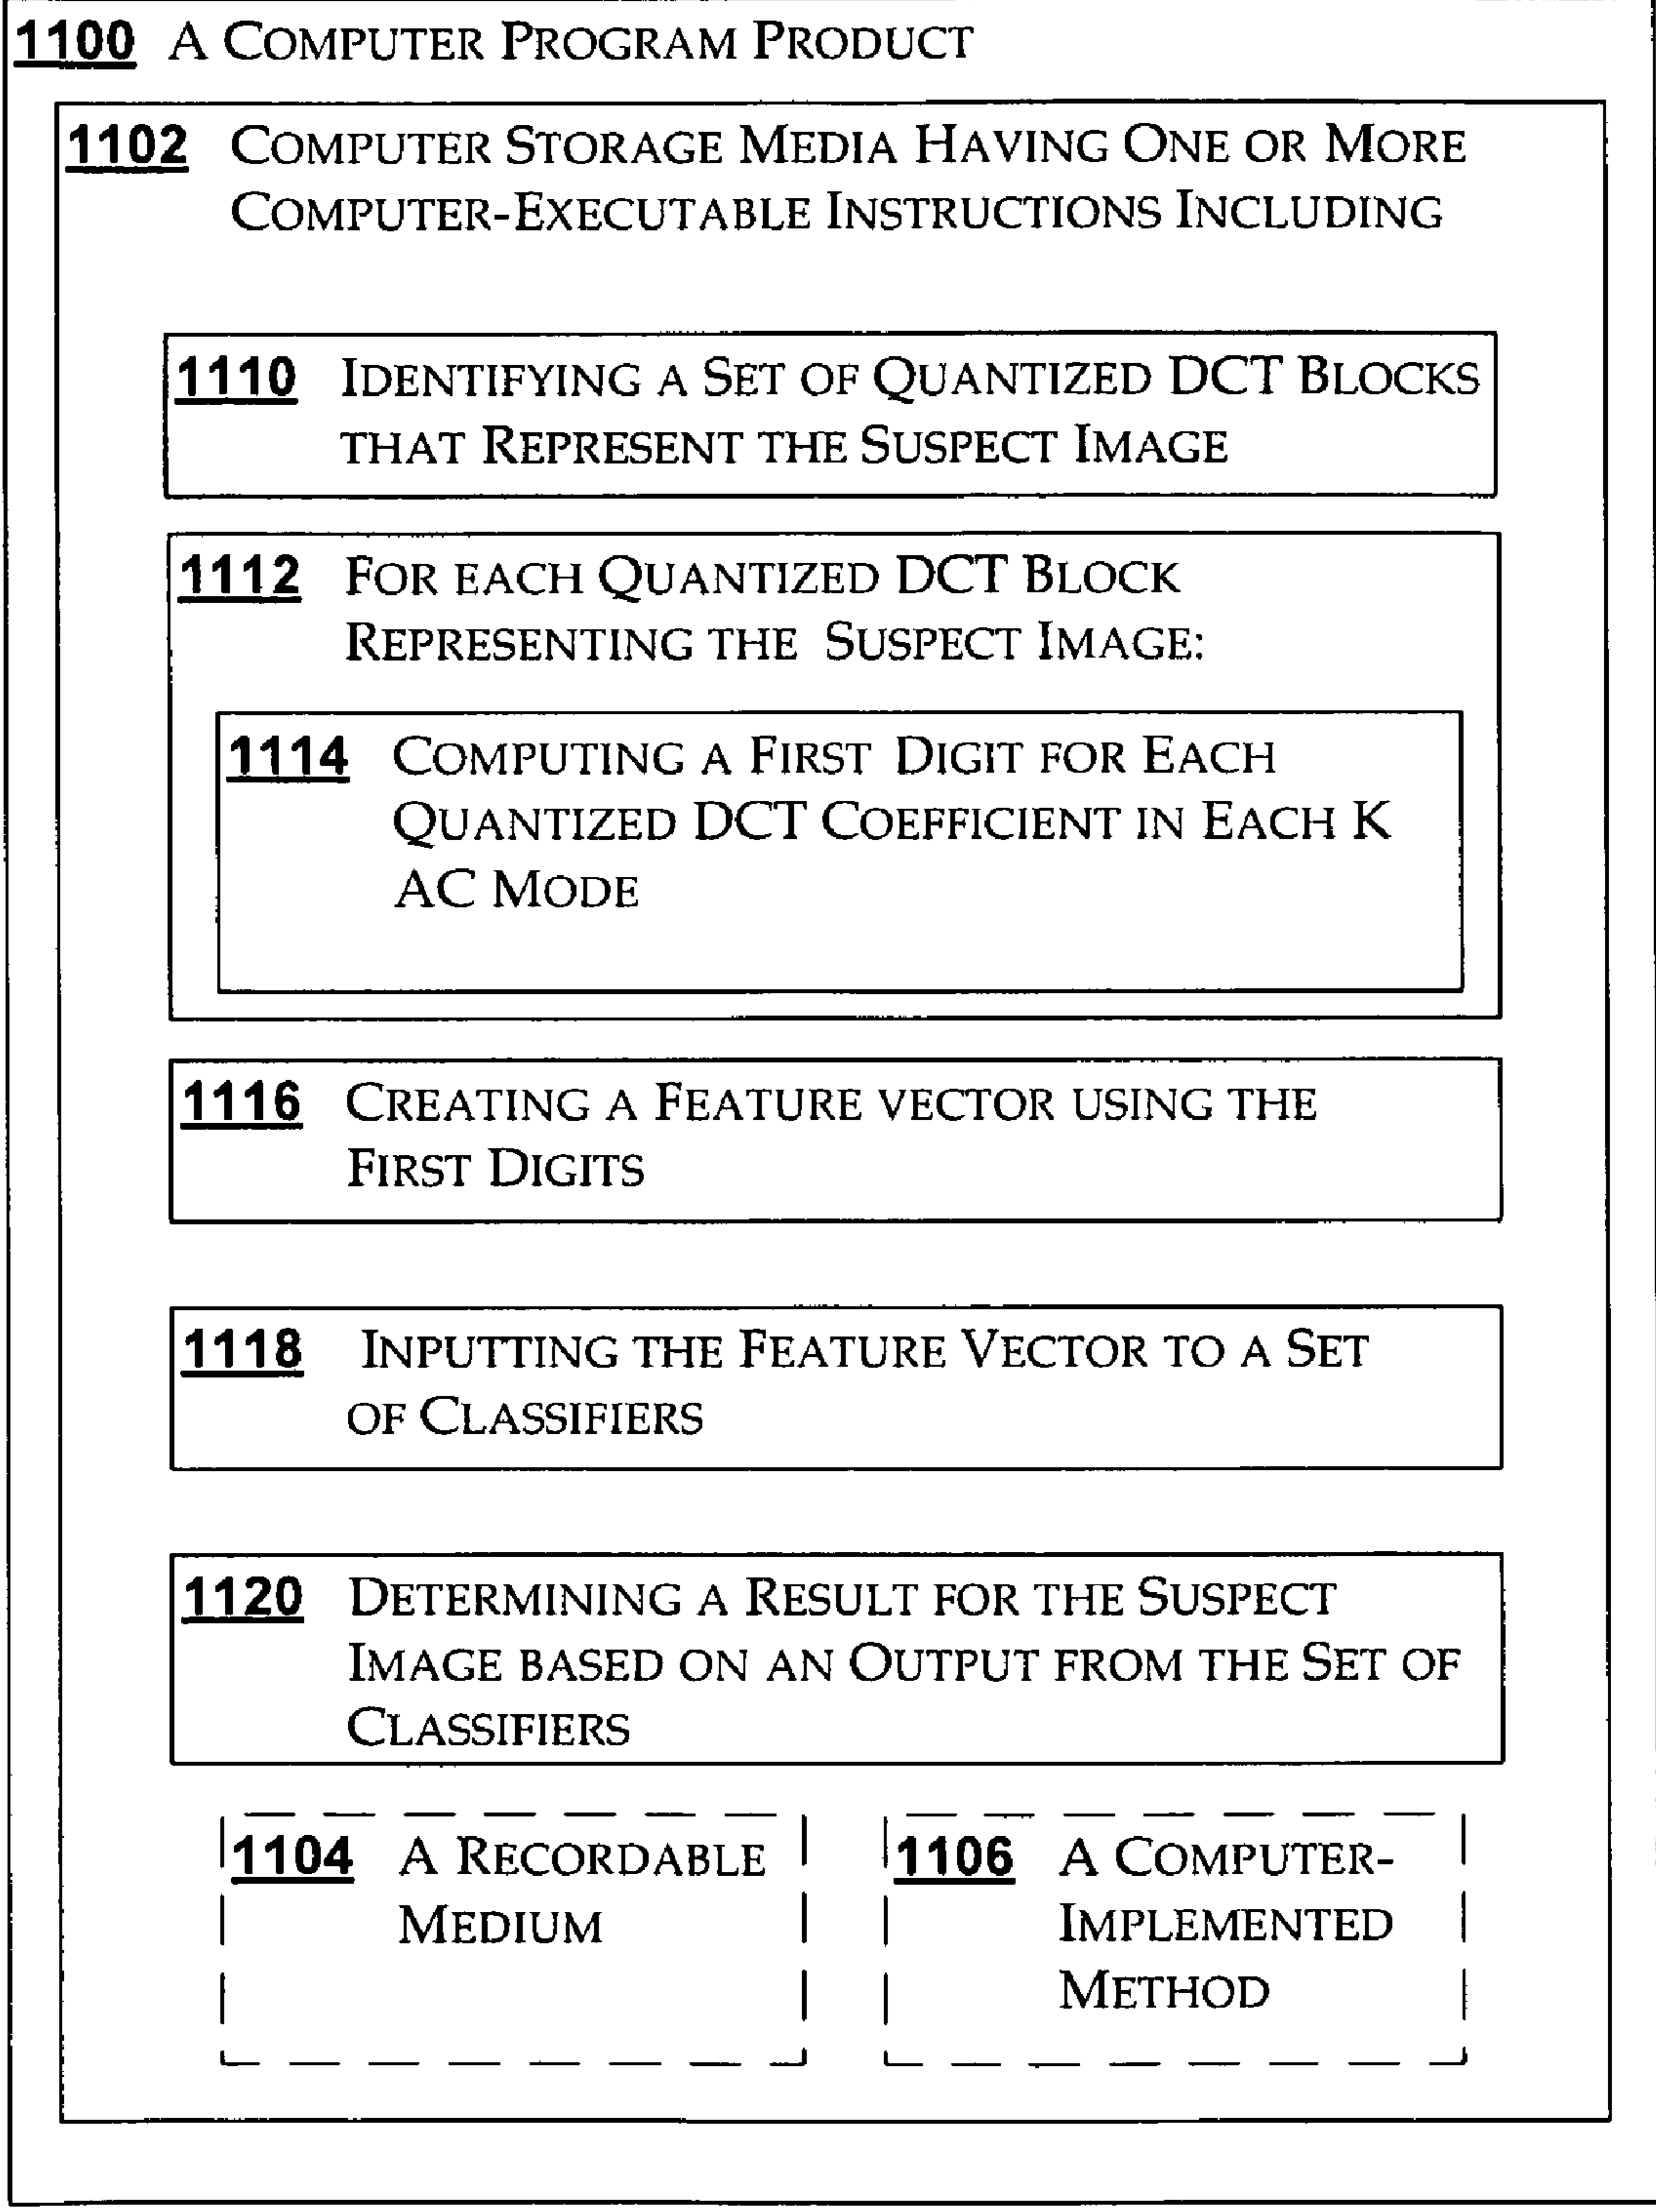 1100 A COMPUTER PROGRAM PRODUCT
1102 COMPUTER STORAGE MEDIA HAVING ONE OR MORE
COMPUTER-EXECUTABLE INSTRUCTIONS INCLUDING
1110 IDENTIFYING A SET OF QUANTIZED DCT BLOCKS
THAT REPRESENT THE SUSPECT IMAGE
1112 FOR EACH QUANTIZED DCT BLOCK
REPRESENTING THE SUSPECT IMAGE:
1114 COMPUTING A FIRST DIGIT FOR EACH
QUANTIZED DCT COEFFICIENT IN EACH K
AC MODE
1116 CREATING A FEATURE VECTOR USING THE
FIRST DIGITS
1118 INPUTTING THE FEATURE VECTOR TO A SET
OF CLASSIFIERS
1120 DETERMINING A RESULT FOR THE SUSPECT
IMAGE BASED ON AN OUTPUT FROM THE SET OF
CLASSIFIERS
1104 A RECORDABLE
MEDIUM
1106 A COMPUTER-
IMPLEMENTED
METHOD